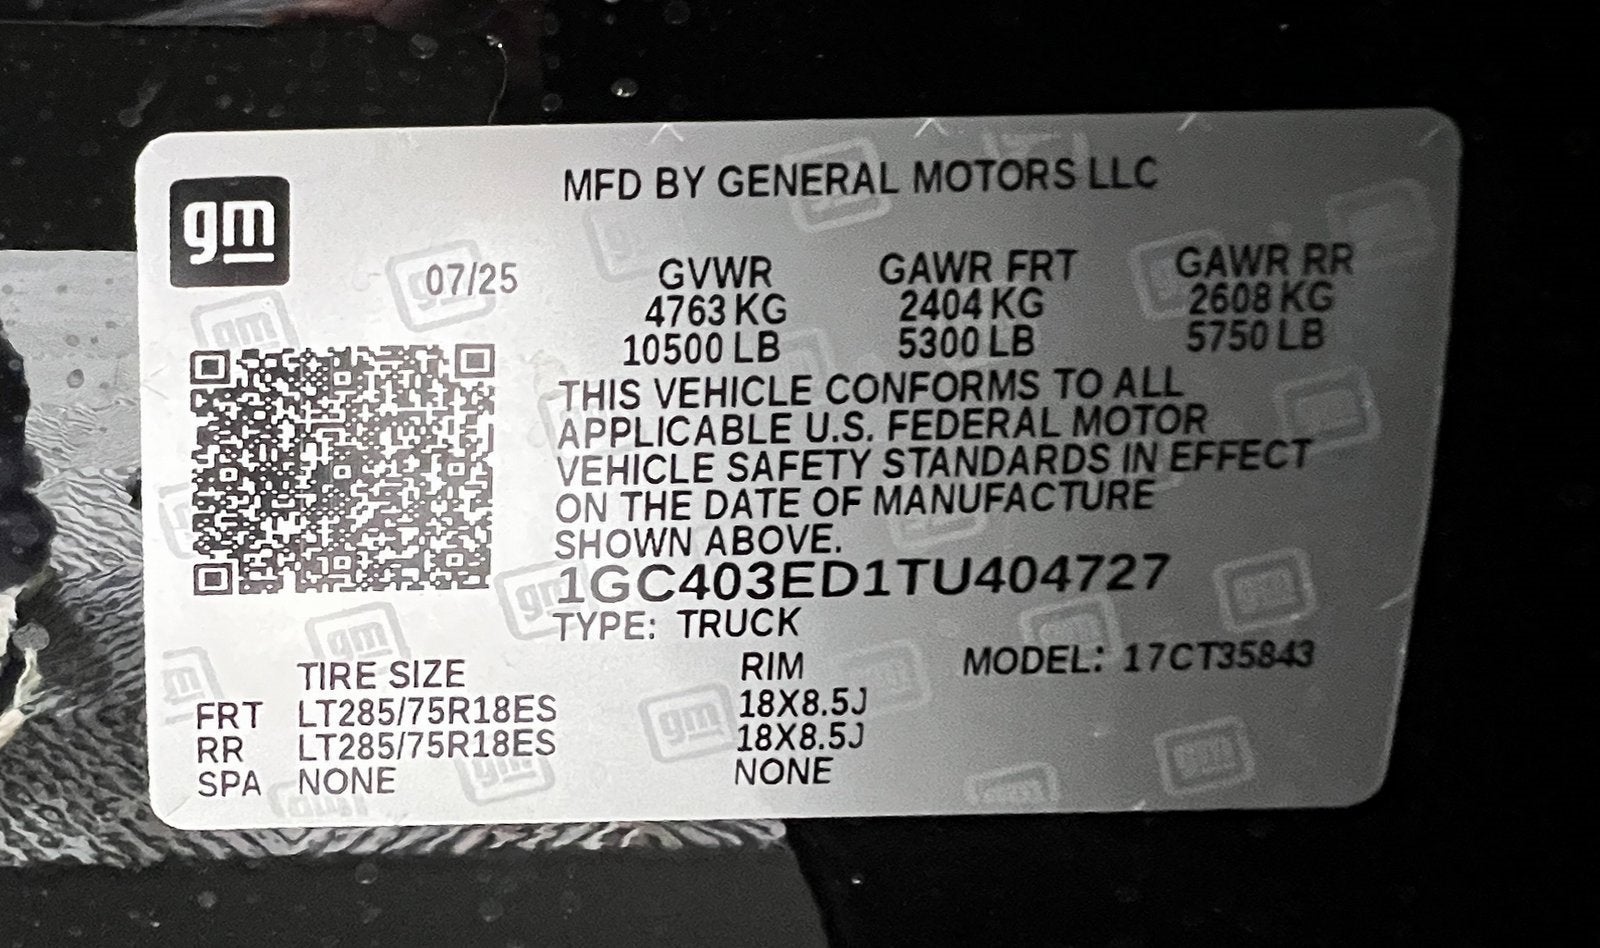 gm
MFD BY GENERAL MOTORS LLC
07/25
GVWR GAWR FRT GAWR RR
4763 KG 2404 KG 2608 KG
10500 LB 5300 LB 5750 LB
THIS VEHICLE CONFORMS TO ALL
APPLICABLE U.S. FEDERAL MOTOR
VEHICLE SAFETY STANDARDS IN EFFECT
ON THE DATE OF MANUFACTURE
SHOWN ABOVE.
1GC403ED1TU404727
TYPE: TRUCK
MODEL: 17CT35843
TIRE SIZE RIM
FRT LT285/75R18ES 18X8.5J
RR LT285/75R18ES 18X8.5J
SPA NONE NONE